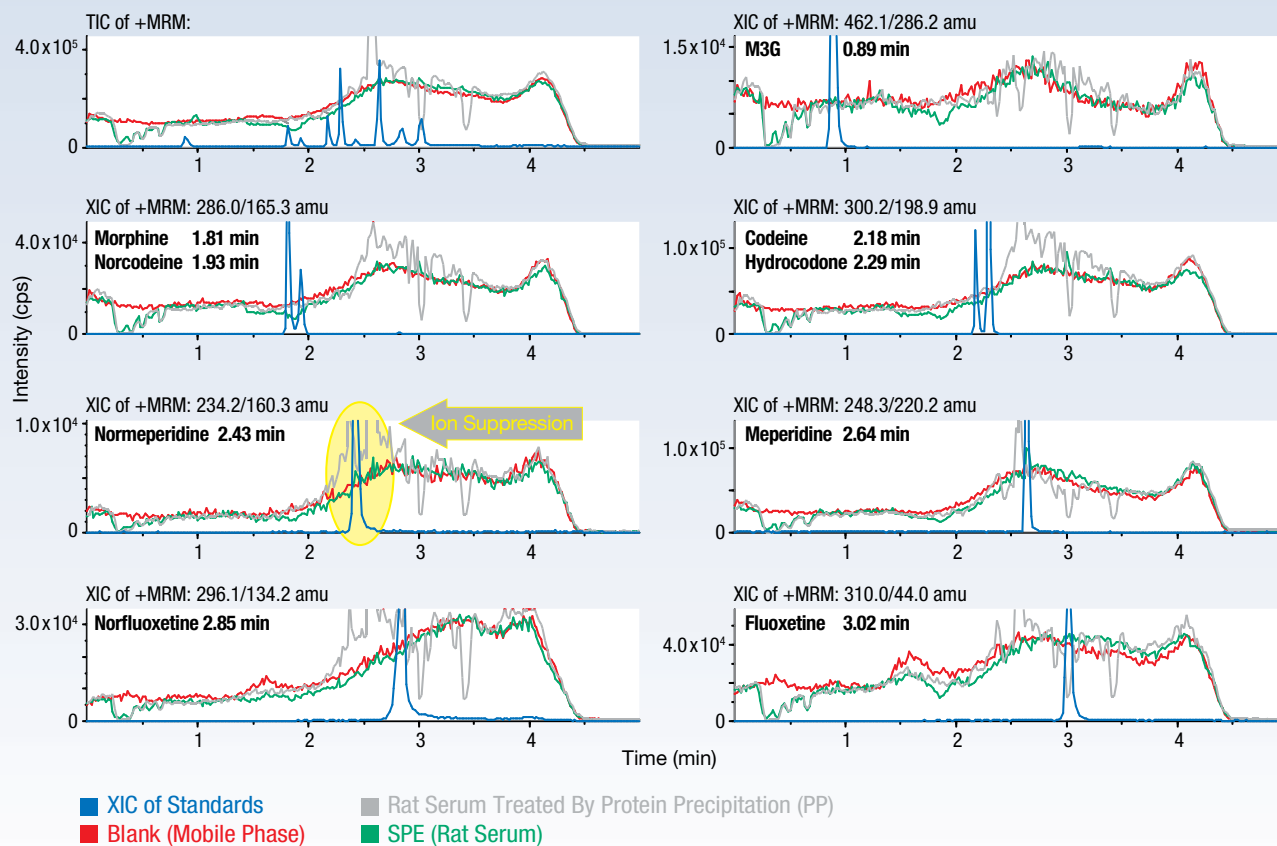 TIC of +MRM:
4.0x10⁵
0
1 2 3 4
XIC of +MRM: 462.1/286.2 amu
M3G 0.89 min
1.5x10⁴
0
1 2 3 4
XIC of +MRM: 286.0/165.3 amu
Morphine 1.81 min
Norcodeine 1.93 min
4.0x10⁴
0
1 2 3 4
XIC of +MRM: 300.2/198.9 amu
Codeine 2.18 min
Hydrocodone 2.29 min
1.0x10⁵
0
1 2 3 4
Intensity (cps)
XIC of +MRM: 234.2/160.3 amu
Normeperidine 2.43 min
Ion Suppression
1.0x10⁴
0
1 2 3 4
XIC of +MRM: 248.3/220.2 amu
Meperidine 2.64 min
1.0x10⁵
0
1 2 3 4
XIC of +MRM: 296.1/134.2 amu
Norfluoxetine 2.85 min
3.0x10⁴
0
1 2 3 4
XIC of +MRM: 310.0/44.0 amu
Fluoxetine 3.02 min
4.0x10⁴
0
1 2 3 4
Time (min)
XIC of Standards
Rat Serum Treated By Protein Precipitation (PP)
Blank (Mobile Phase)
SPE (Rat Serum)